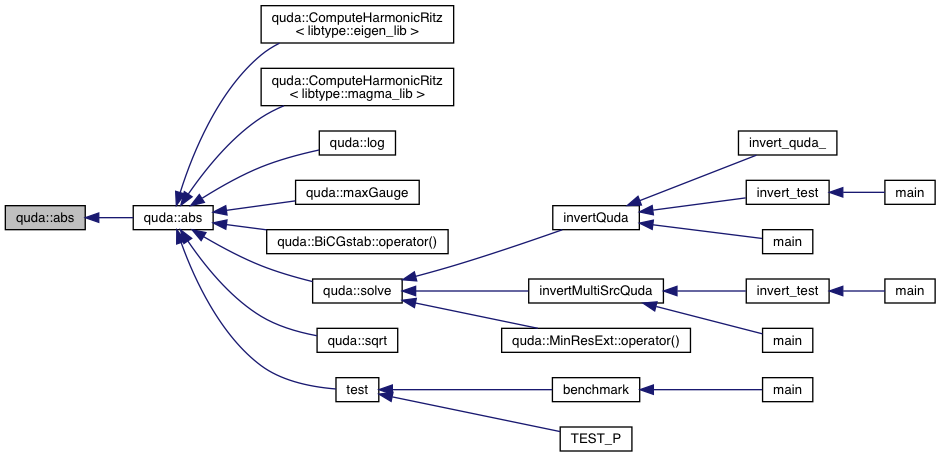 quda::ComputeHarmonicRitz
< libtype::eigen_lib >
quda::ComputeHarmonicRitz
< libtype::magma_lib >
quda::log
invert_quda_
quda::maxGauge
invert_test
main
quda::abs
quda::abs
invertQuda
quda::BiCGstab::operator()
main
quda::solve
invertMultiSrcQuda
invert_test
main
quda::sqrt
quda::MinResExt::operator()
main
test
benchmark
main
TEST_P